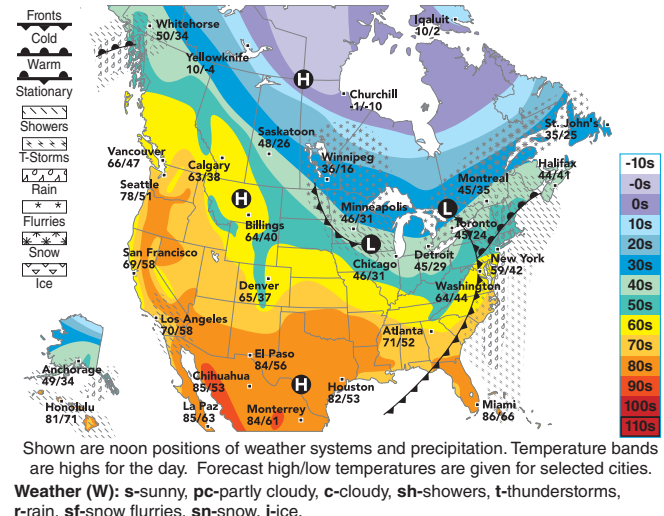 Fronts
Cold
Warm
Stationary
Showers
T-Storms
Rain
Flurries
Snow
Ice
Whitehorse
50/34
Iqaluit
10/2
Yellowknife
10/-4
H
Churchill
-1/-10
St. John's
35/25
Saskatoon
48/26
Vancouver
66/47
Calgary
63/38
Winnipeg
36/16
Halifax
44/41
Seattle
78/51
Montreal
45/35
H
Minneapolis
46/31
L
Billings
64/40
Toronto
45/24
L
San Francisco
69/58
Chicago
46/31
Detroit
45/29
New York
59/42
Denver
65/37
Washington
64/44
Los Angeles
70/58
Atlanta
71/52
El Paso
84/56
Anchorage
49/34
Chihuahua
85/53
H
Houston
82/53
Honolulu
81/71
La Paz
85/63
Monterrey
84/61
Miami
86/66
-10s
-0s
0s
10s
20s
30s
40s
50s
60s
70s
80s
90s
100s
110s
Shown are noon positions of weather systems and precipitation. Temperature bands
are highs for the day. Forecast high/low temperatures are given for selected cities.
Weather (W): s-sunny, pc-partly cloudy, c-cloudy, sh-showers, t-thunderstorms,
r-rain, sf-snow flurries, sn-snow, i-ice.